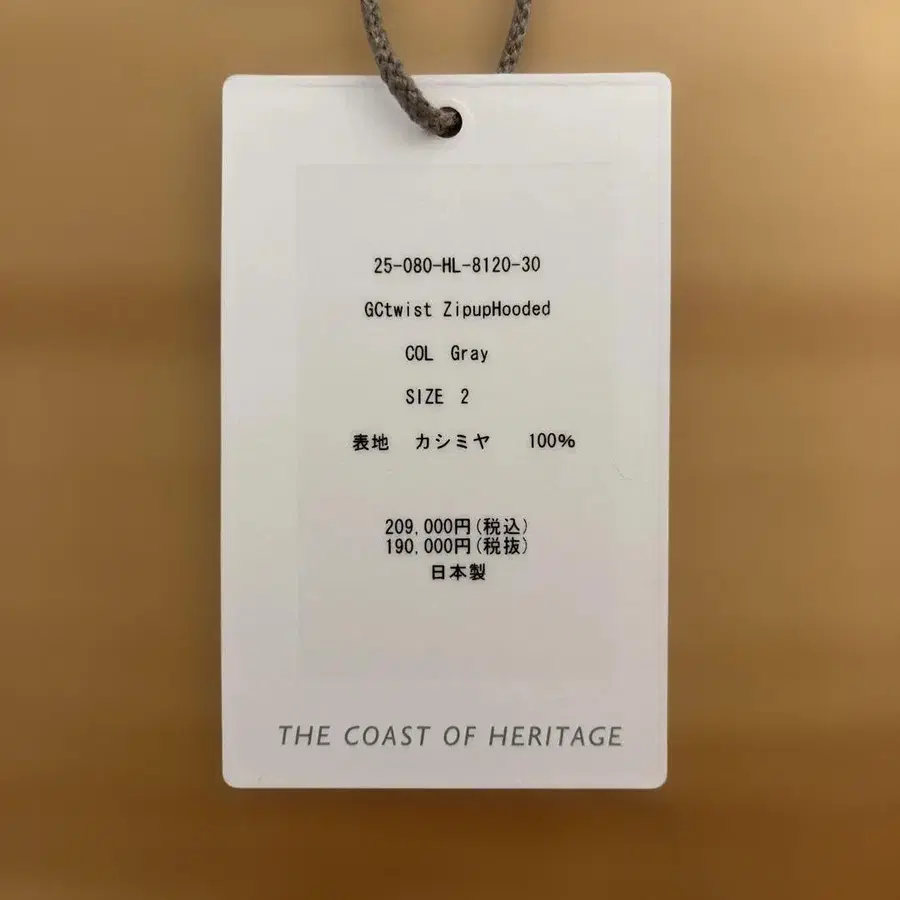 25-080-HL-8120-30
GCtwist ZipupHooded
COL Gray
SIZE 2
表地 カシミヤ 100%
209,000円(税込)
190,000円(税抜)
日本製
THE COAST OF HERITAGE